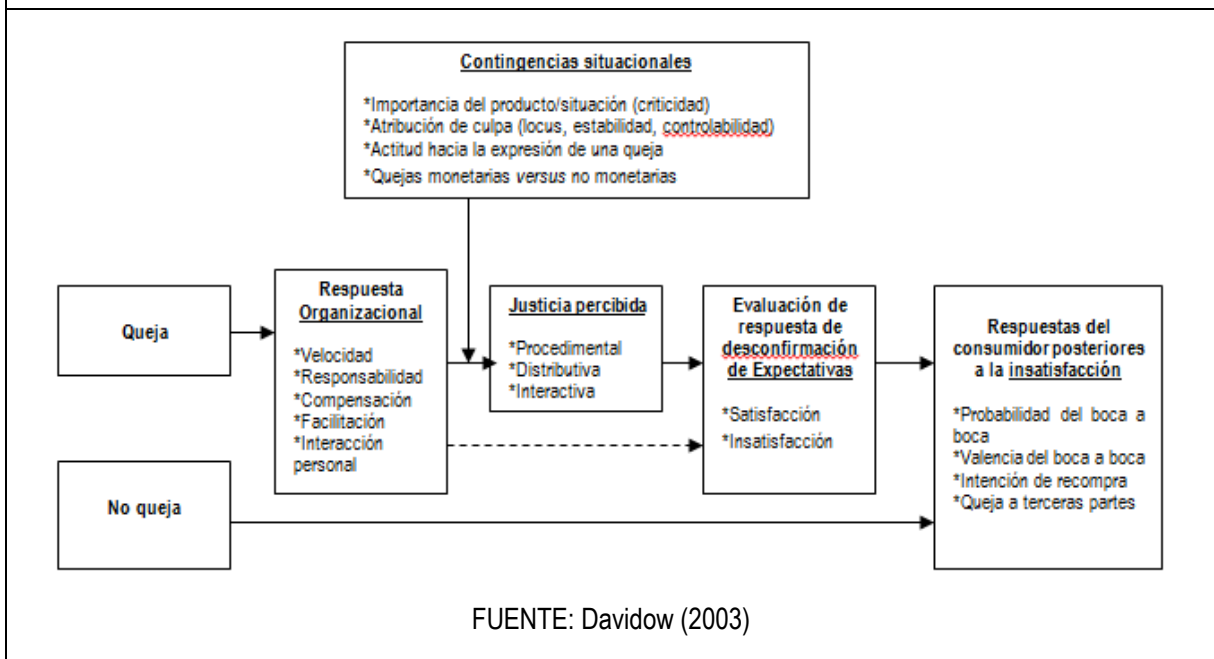 Contingencias situacionales
*Importancia del producto/situación (criticidad)
*Atribución de culpa (locus, estabilidad, controlabilidad)
*Actitud hacia la expresión de una queja
*Quejas monetarias versus no monetarias
Queja
Respuesta
Organizacional
*Velocidad
*Responsabilidad
*Compensación
*Facilitación
*Interacción
personal
Justicia percibida
*Procedimental
*Distributiva
*Interactiva
Evaluación de
respuesta de
desconfirmación
de Expectativas
*Satisfacción
*Insatisfacción
Respuestas del
consumidor posteriores
a la insatisfacción
*Probabilidad del boca a
boca
*Valencia del boca a boca
*Intención de recompra
*Queja a terceras partes
No queja
FUENTE: Davidow (2003)